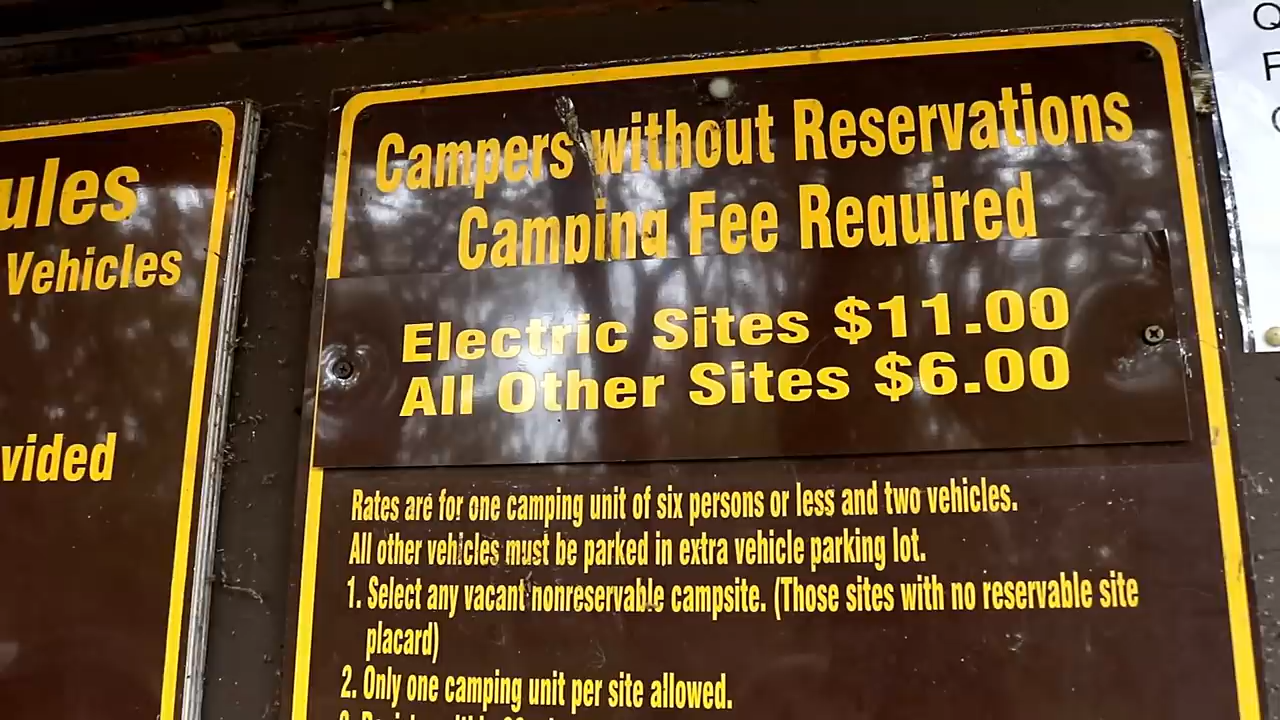 ules
Vehicles
vided
Campers without Reservations
Camping Fee Required
Electric Sites $11.00
All Other Sites $6.00
Rates are for one camping unit of six persons or less and two vehicles.
All other vehicles must be parked in extra vehicle parking lot.
1. Select any vacant nonreservable campsite. (Those sites with no reservable site
placard)
2. Only one camping unit per site allowed.